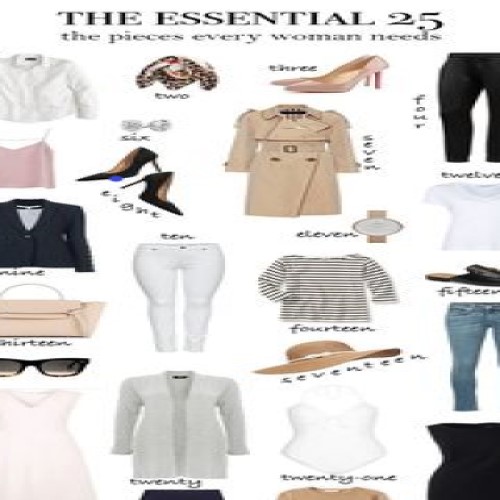 THE ESSENTIAL 25
the pieces every woman needs
two
three
four
six
seven
eight
twelve
ten
eleven
nine
fifteen
thirteen
fourteen
seventeen
twenty
twenty-one